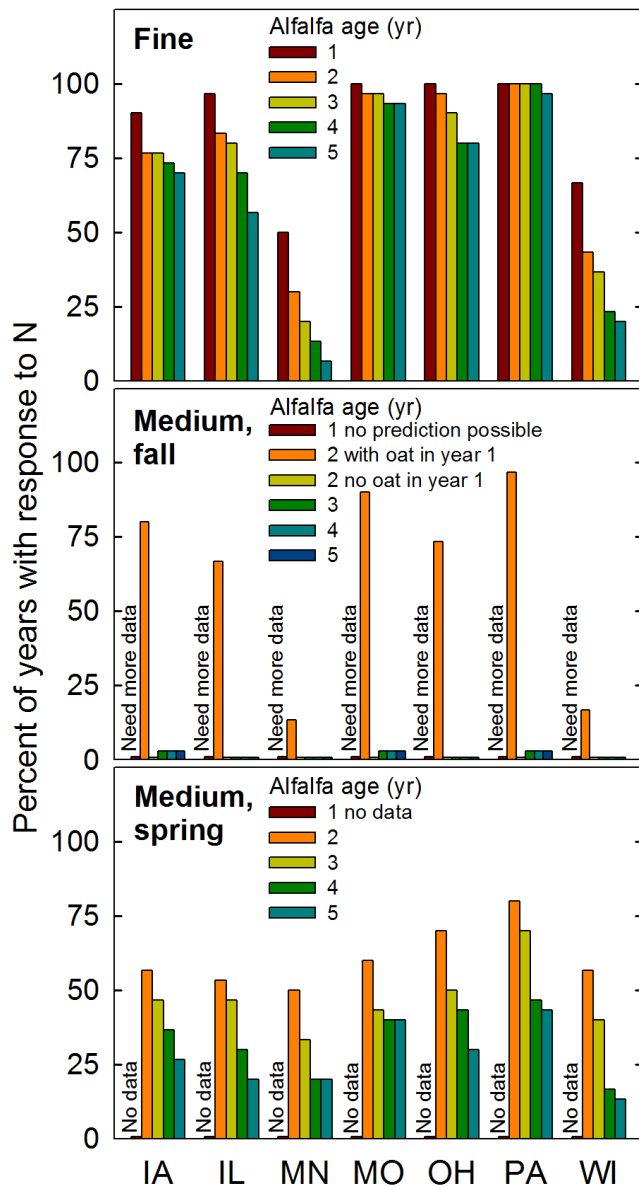 Percent of years with response to N
Fine
Alfalfa age (yr)
1
2
3
4
5
100
75
50
25
0
Medium,
fall
Alfalfa age (yr)
1 no prediction possible
2 with oat in year 1
2 no oat in year 1
3
4
5
100
75
50
25
0
Need more data
Need more data
Need more data
Need more data
Need more data
Need more data
Need more data
Medium,
spring
Alfalfa age (yr)
1 no data
2
3
4
5
100
75
50
25
0
No data
No data
No data
No data
No data
No data
No data
IA IL MN MO OH PA WI